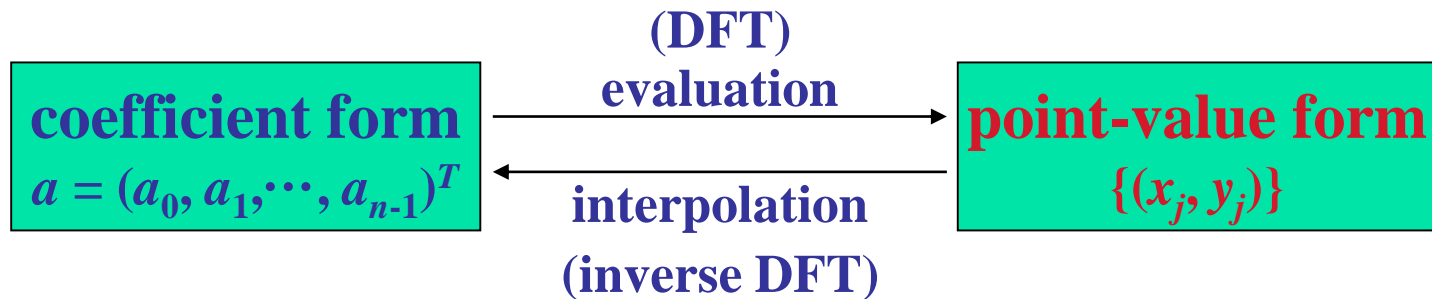 (DFT)
evaluation
coefficient form
a = (a₀, a₁,⋯, aₙ₋₁)ᵀ
point-value form
{(xⱼ, yⱼ)}
interpolation
(inverse DFT)